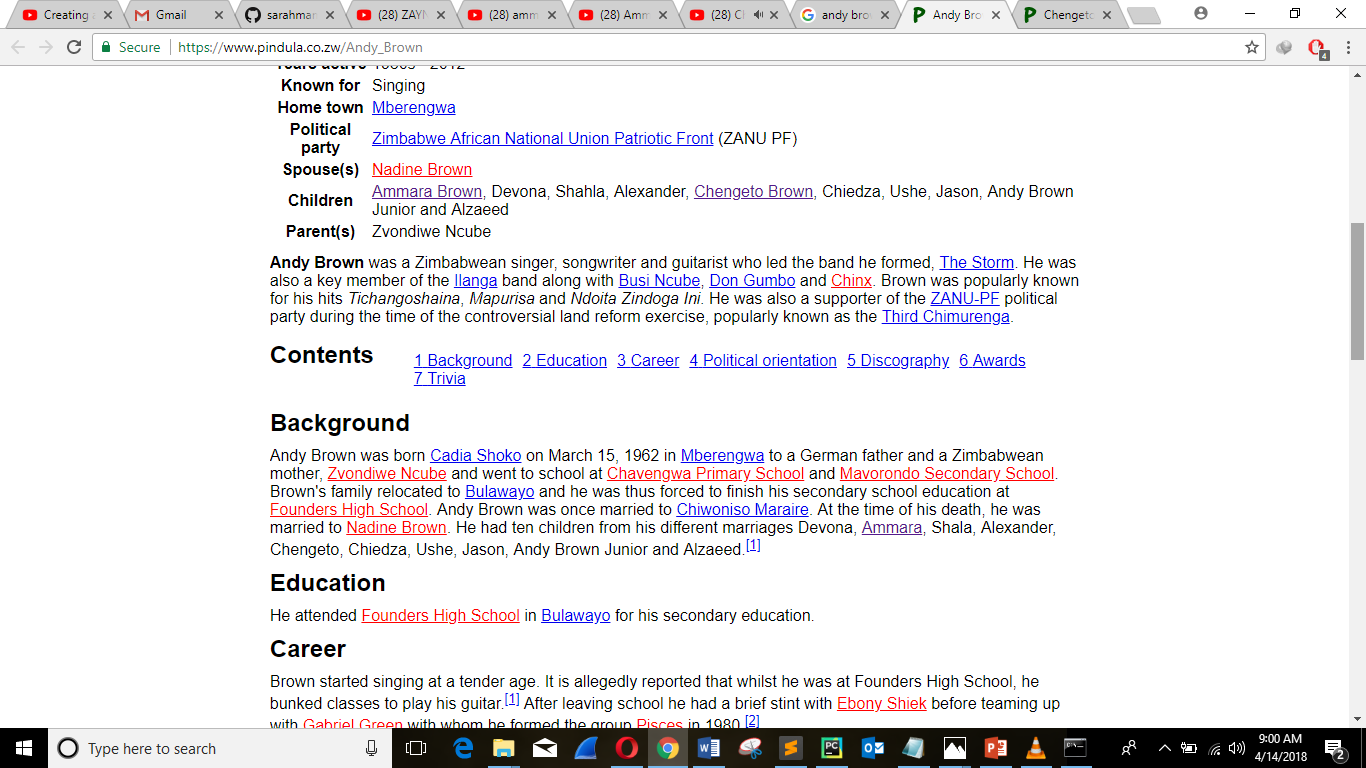 Creating a
Gmail
sarahmar
(28) ZAYN
(28) amm
(28) Amm
(28) Cl
andy brov
Andy Bro
Chengeto
Secure
https://www.pindula.co.zw/Andy_Brown
4
Years active 1980s - 2012
Known for Singing
Home town Mberengwa
Political
party
Zimbabwe African National Union Patriotic Front (ZANU PF)
Spouse(s) Nadine Brown
Children
Ammara Brown, Devona, Shahla, Alexander, Chengeto Brown, Chiedza, Ushe, Jason, Andy Brown
Junior and Alzaeed
Parent(s) Zvondiwe Ncube
Andy Brown was a Zimbabwean singer, songwriter and guitarist who led the band he formed, The Storm. He was
also a key member of the Ilanga band along with Busi Ncube, Don Gumbo and Chinx. Brown was popularly known
for his hits Tichangoshaina, Mapurisa and Ndoita Zindoga Ini. He was also a supporter of the ZANU-PF political
party during the time of the controversial land reform exercise, popularly known as the Third Chimurenga.
Contents
1 Background 2 Education 3 Career 4 Political orientation 5 Discography 6 Awards
7 Trivia
Background
Andy Brown was born Cadia Shoko on March 15, 1962 in Mberengwa to a German father and a Zimbabwean
mother, Zvondiwe Ncube and went to school at Chavengwa Primary School and Mavorondo Secondary School.
Brown's family relocated to Bulawayo and he was thus forced to finish his secondary school education at
Founders High School. Andy Brown was once married to Chiwoniso Maraire. At the time of his death, he was
married to Nadine Brown. He had ten children from his different marriages Devona, Ammara, Shala, Alexander,
Chengeto, Chiedza, Ushe, Jason, Andy Brown Junior and Alzaeed.[1]
Education
He attended Founders High School in Bulawayo for his secondary education.
Career
Brown started singing at a tender age. It is allegedly reported that whilst he was at Founders High School, he
bunked classes to play his guitar.[1] After leaving school he had a brief stint with Ebony Shiek before teaming up
with Gabriel Green with whom he formed the group Pisces in 1980.[2]
Type here to search
9:00 AM
4/14/2018
2